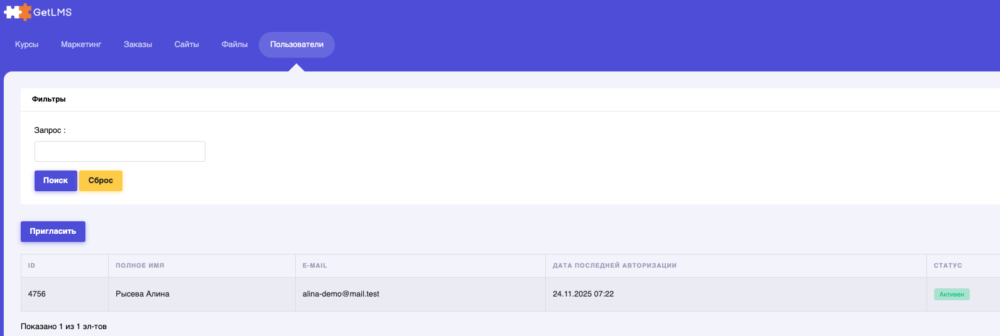 GetLMS
Курсы Маркетинг Заказы Сайты Файлы Пользователи
Фильтры
Запрос :
Поиск Сброс
Пригласить
ID ПОЛНОЕ ИМЯ E-MAIL ДАТА ПОСЛЕДНЕЙ АВТОРИЗАЦИИ СТАТУС
4756 Рысева Алина alina-demo@mail.test 24.11.2025 07:22 Активен
Показано 1 из 1 эл-тов